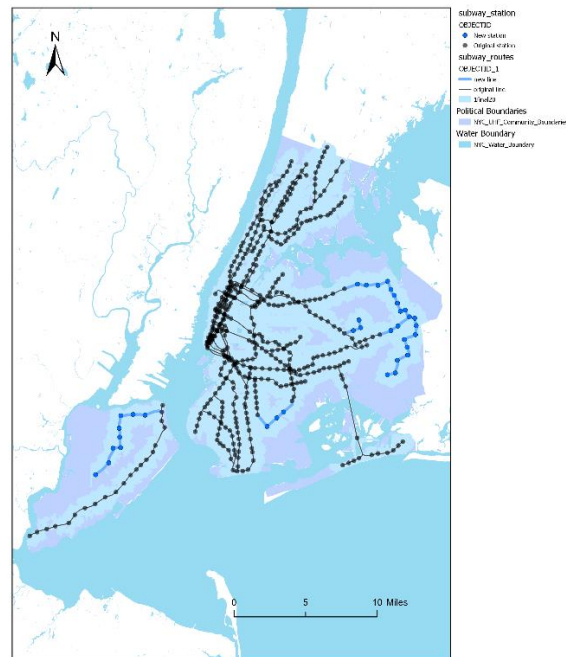 subway_station
OBJECTID
New station
Original station
subway_routes
OBJECTID_1
new line
original line
Political Boundaries
NYC_UHF_Community_Boundaries
Water Boundary
NYC_Water_Boundary
N
0 5 10 Miles